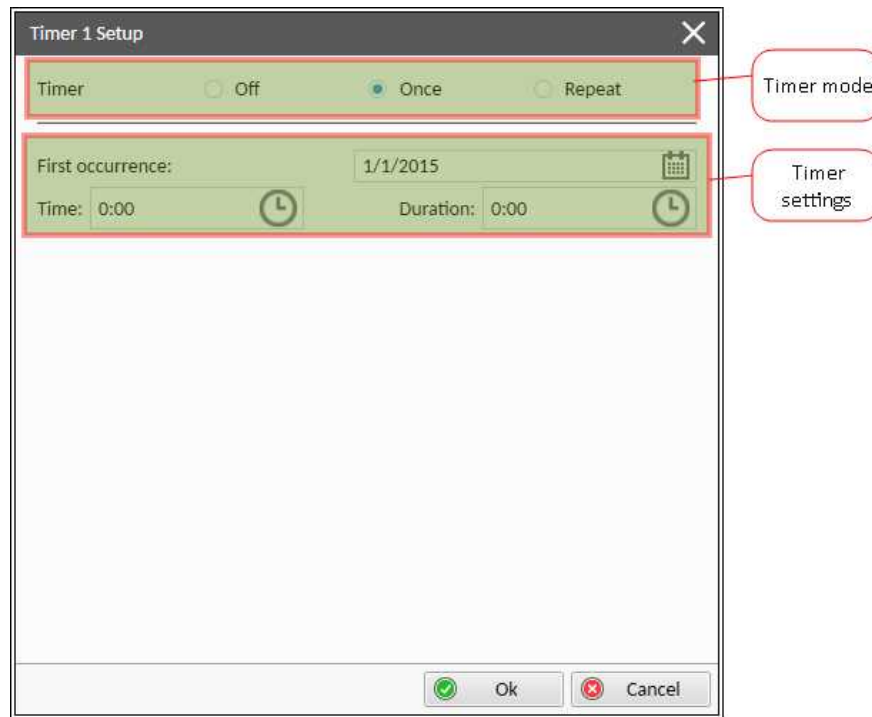 Timer 1 Setup
Timer Off Once Repeat
Timer mode
First occurrence: 1/1/2015
Time: 0:00 Duration: 0:00
Timer
settings
Ok Cancel